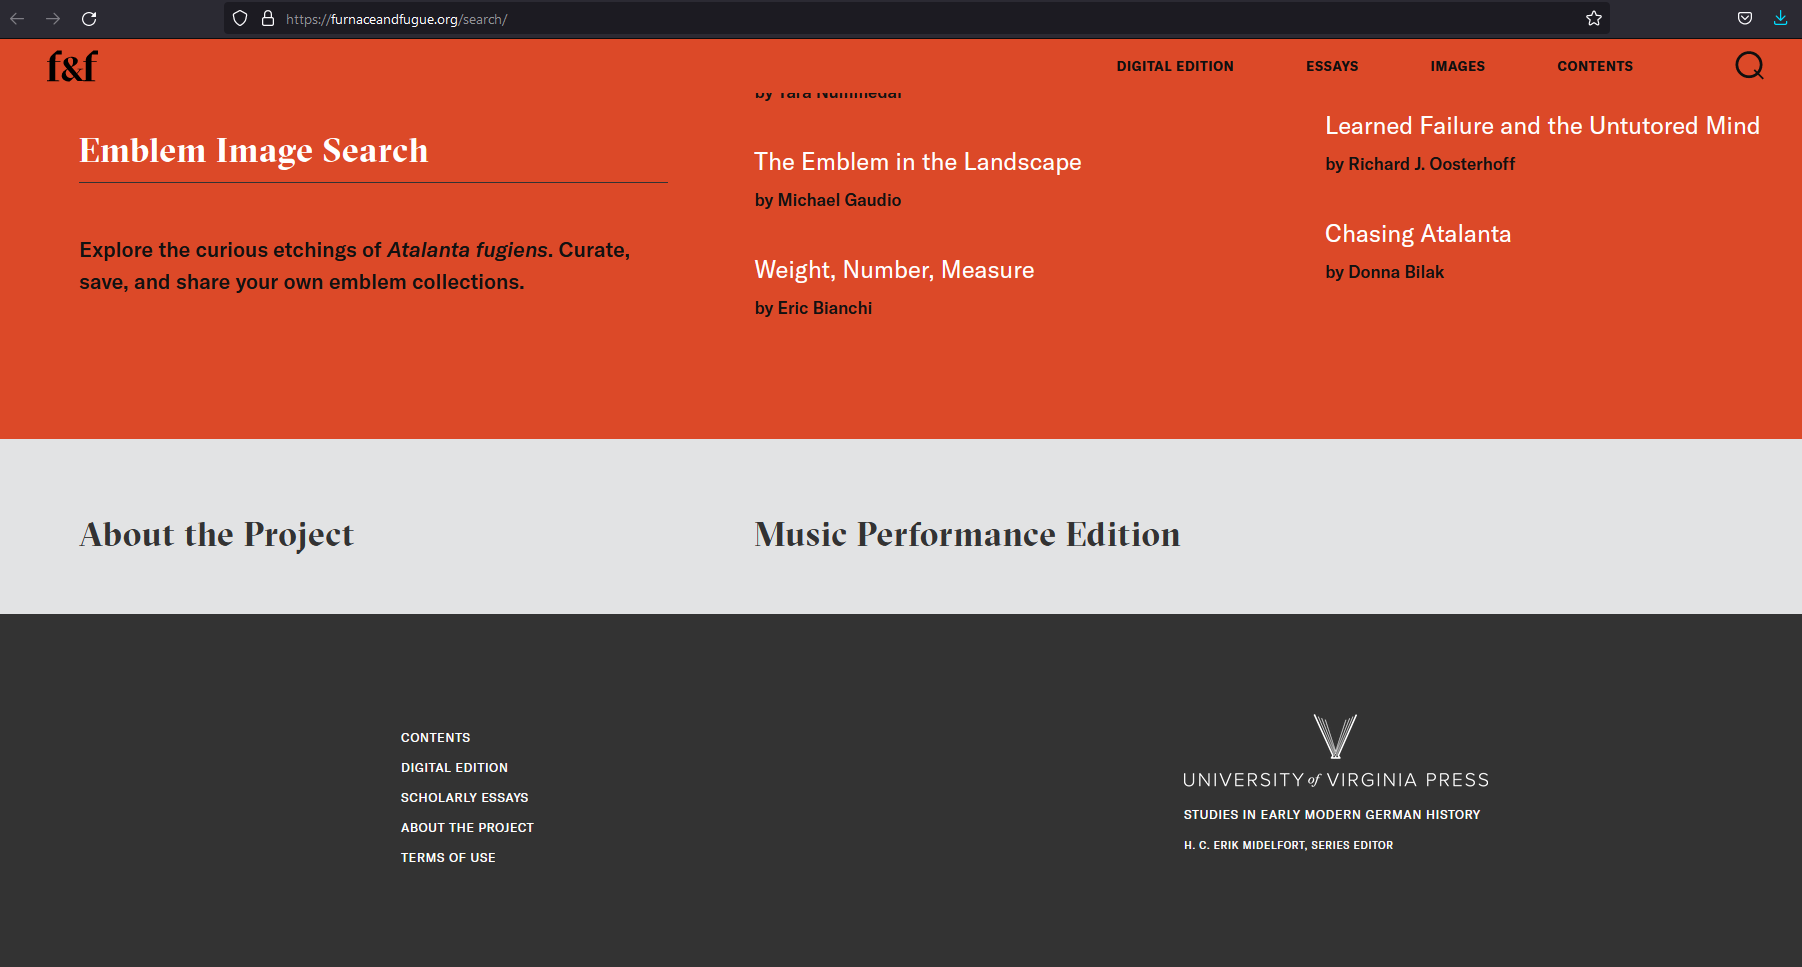 https://furnaceandfugue.org/search/
f&f
DIGITAL EDITION
ESSAYS
IMAGES
CONTENTS
Emblem Image Search
Explore the curious etchings of Atalanta fugiens. Curate,
save, and share your own emblem collections.
by Tara Nummedal
The Emblem in the Landscape
by Michael Gaudio
Weight, Number, Measure
by Eric Bianchi
Learned Failure and the Untutored Mind
by Richard J. Oosterhoff
Chasing Atalanta
by Donna Bilak
About the Project
Music Performance Edition
CONTENTS
DIGITAL EDITION
SCHOLARLY ESSAYS
ABOUT THE PROJECT
TERMS OF USE
UNIVERSITY of VIRGINIA PRESS
STUDIES IN EARLY MODERN GERMAN HISTORY
H. C. ERIK MIDELFORT, SERIES EDITOR